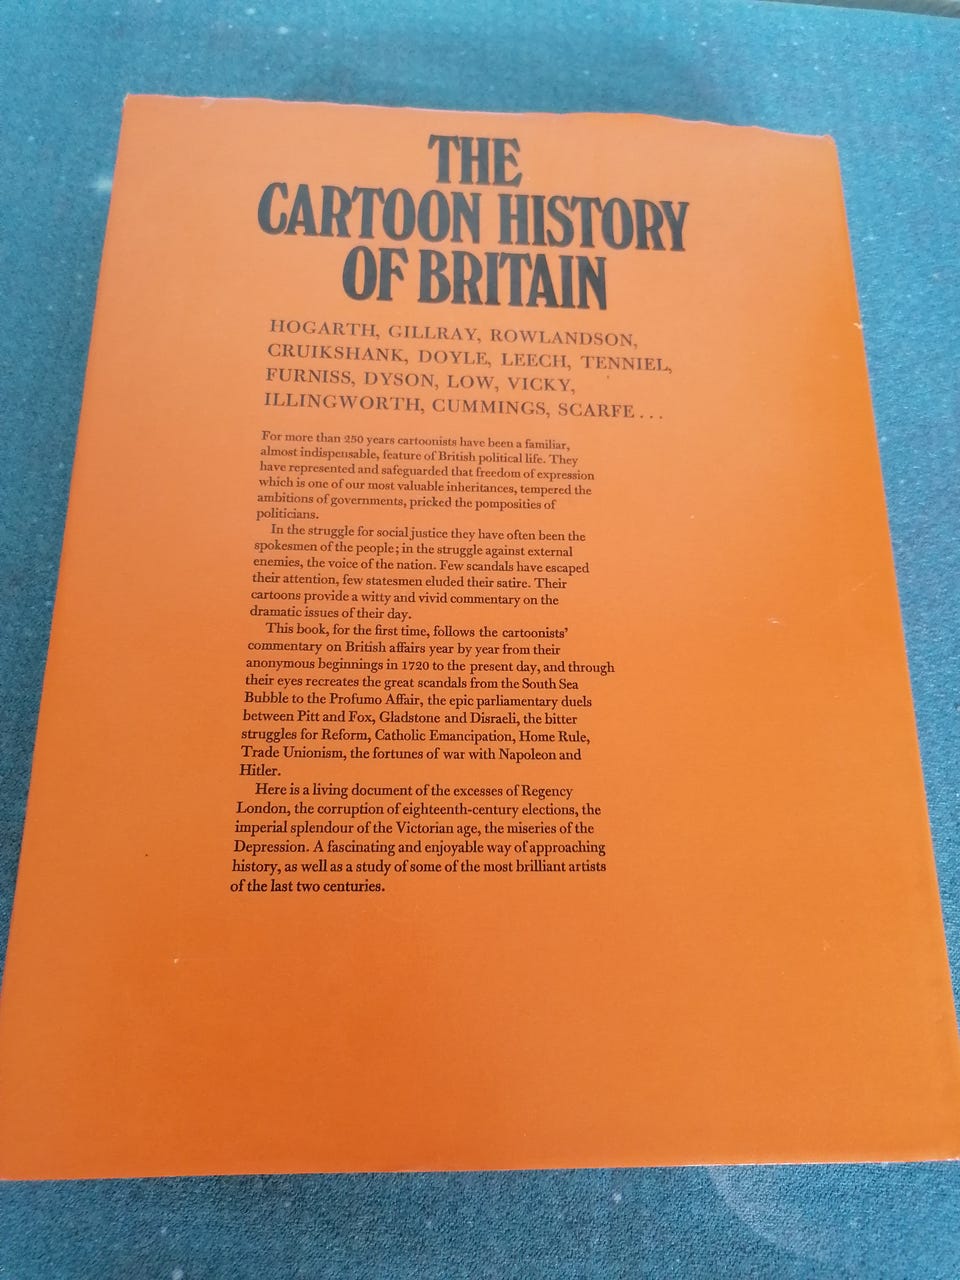 THE
CARTOON HISTORY
OF BRITAIN
HOGARTH, GILLRAY, ROWLANDSON,
CRUIKSHANK, DOYLE, LEECH, TENNIEL,
FURNISS, DYSON, LOW, VICKY,
ILLINGWORTH, CUMMINGS, SCARFE...
For more than 250 years cartoonists have been a familiar,
almost indispensable, feature of British political life. They
have represented and safeguarded that freedom of expression
which is one of our most valuable inheritances, tempered the
ambitions of governments, pricked the pomposities of
politicians.
In the struggle for social justice they have often been the
spokesmen of the people; in the struggle against external
enemies, the voice of the nation. Few scandals have escaped
their attention, few statesmen eluded their satire. Their
cartoons provide a witty and vivid commentary on the
dramatic issues of their day.
This book, for the first time, follows the cartoonists'
commentary on British affairs year by year from their
anonymous beginnings in 1720 to the present day, and through
their eyes recreates the great scandals from the South Sea
Bubble to the Profumo Affair, the epic parliamentary duels
between Pitt and Fox, Gladstone and Disraeli, the bitter
struggles for Reform, Catholic Emancipation, Home Rule,
Trade Unionism, the fortunes of war with Napoleon and
Hitler.
Here is a living document of the excesses of Regency
London, the corruption of eighteenth-century elections, the
imperial splendour of the Victorian age, the miseries of the
Depression. A fascinating and enjoyable way of approaching
history, as well as a study of some of the most brilliant artists
of the last two centuries.